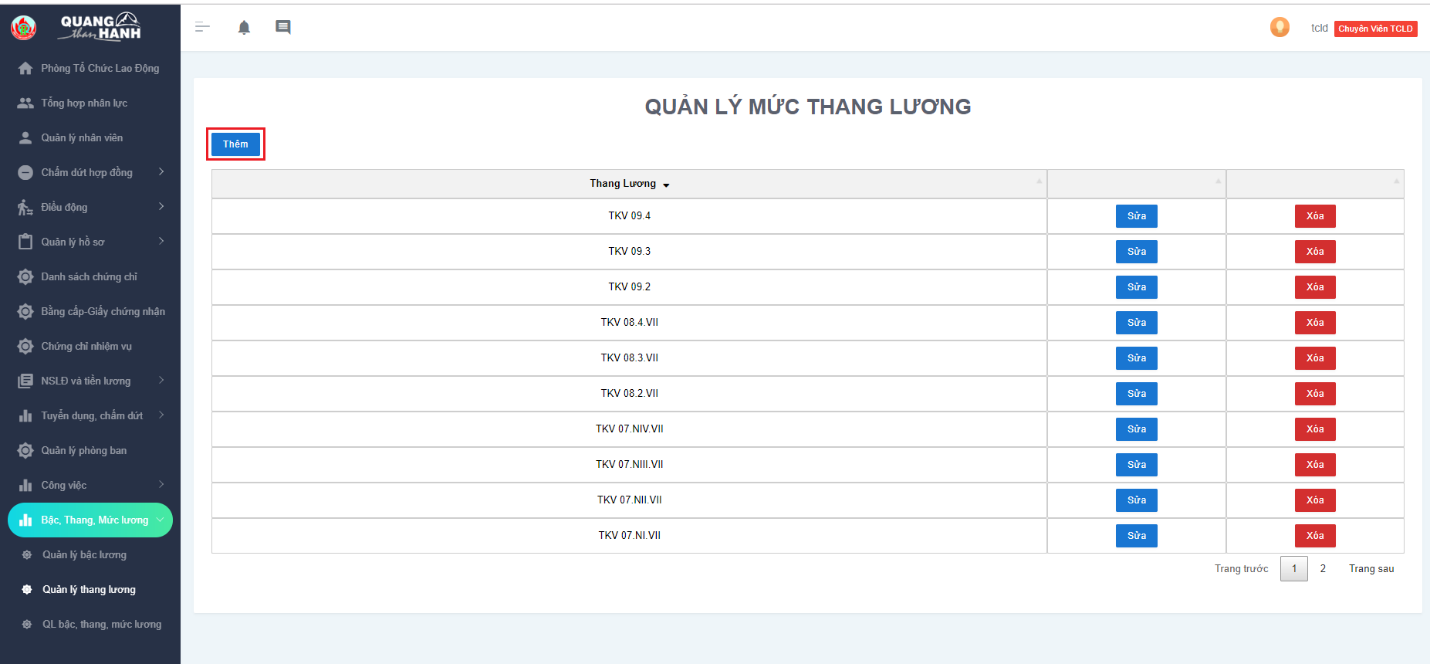 QUANG
than HANH
tcld Chuyên Viên TCLD
Phòng Tổ Chức Lao Động
Tổng hợp nhân lực
Quản lý nhân viên
Chấm dứt hợp đồng
Điều động
Quản lý hồ sơ
Danh sách chứng chỉ
Bằng cấp-Giấy chứng nhận
Chứng chỉ nhiệm vụ
NSLĐ và tiền lương
Tuyển dụng, chấm dứt
Quản lý phòng ban
Công việc
Bậc, Thang, Mức lương
Quản lý bậc lương
Quản lý thang lương
QL bậc, thang, mức lương
QUẢN LÝ MỨC THANG LƯƠNG
Thêm
Thang Lương
TKV 09.4 Sửa Xóa
TKV 09.3 Sửa Xóa
TKV 09.2 Sửa Xóa
TKV 08.4.VII Sửa Xóa
TKV 08.3.VII Sửa Xóa
TKV 08.2.VII Sửa Xóa
TKV 07.NIV.VII Sửa Xóa
TKV 07.NIII.VII Sửa Xóa
TKV 07.NII.VII Sửa Xóa
TKV 07.NI.VII Sửa Xóa
Trang trước 1 2 Trang sau